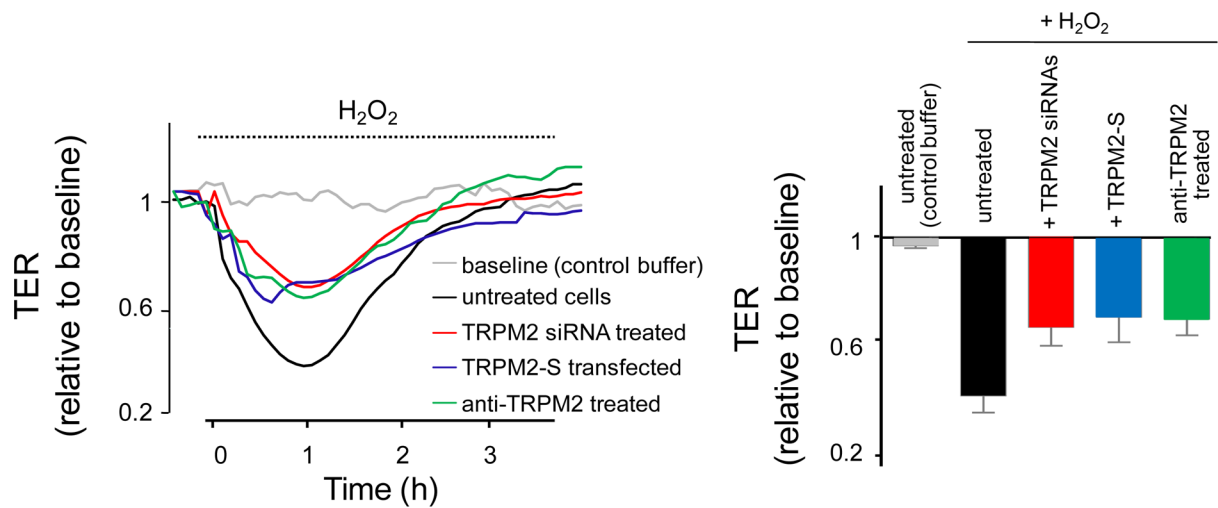 H₂O₂
TER
(relative to baseline)
1
0.6
0.2
baseline (control buffer)
untreated cells
TRPM2 siRNA treated
TRPM2-S transfected
anti-TRPM2 treated
0 1 2 3
Time (h)
+ H₂O₂
untreated
(control buffer)
untreated
+ TRPM2 siRNAs
+ TRPM2-S
anti-TRPM2
treated
TER
(relative to baseline)
1
0.6
0.2